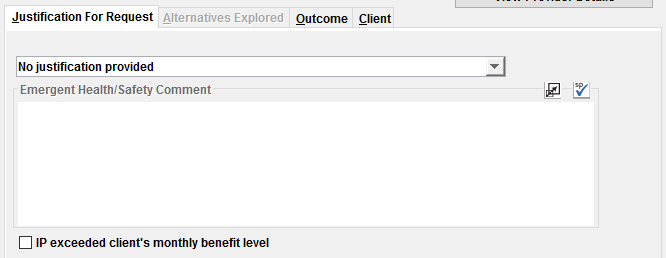 View Provider Details
Justification For Request Alternatives Explored Outcome Client
No justification provided
Emergent Health/Safety Comment
sp
IP exceeded client's monthly benefit level